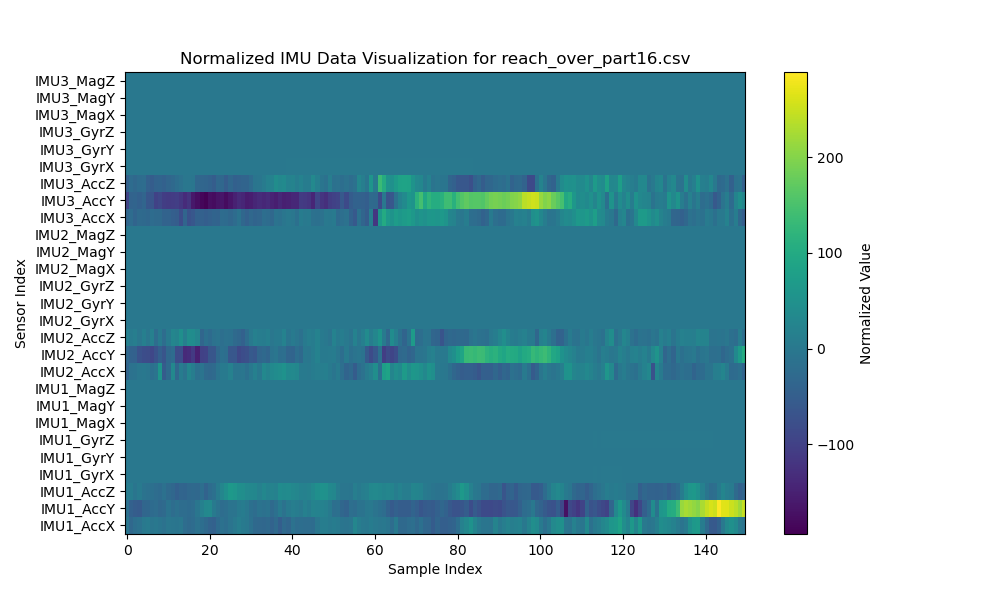 Normalized IMU Data Visualization for reach_over_part16.csv
IMU3_MagZ
IMU3_MagY
IMU3_MagX
IMU3_GyrZ
IMU3_GyrY
IMU3_GyrX
IMU3_AccZ
IMU3_AccY
IMU3_AccX
IMU2_MagZ
IMU2_MagY
IMU2_MagX
IMU2_GyrZ
IMU2_GyrY
IMU2_GyrX
IMU2_AccZ
IMU2_AccY
IMU2_AccX
IMU1_MagZ
IMU1_MagY
IMU1_MagX
IMU1_GyrZ
IMU1_GyrY
IMU1_GyrX
IMU1_AccZ
IMU1_AccY
IMU1_AccX
Sensor Index
0 20 40 60 80 100 120 140
Sample Index
200
100
0
−100
Normalized Value